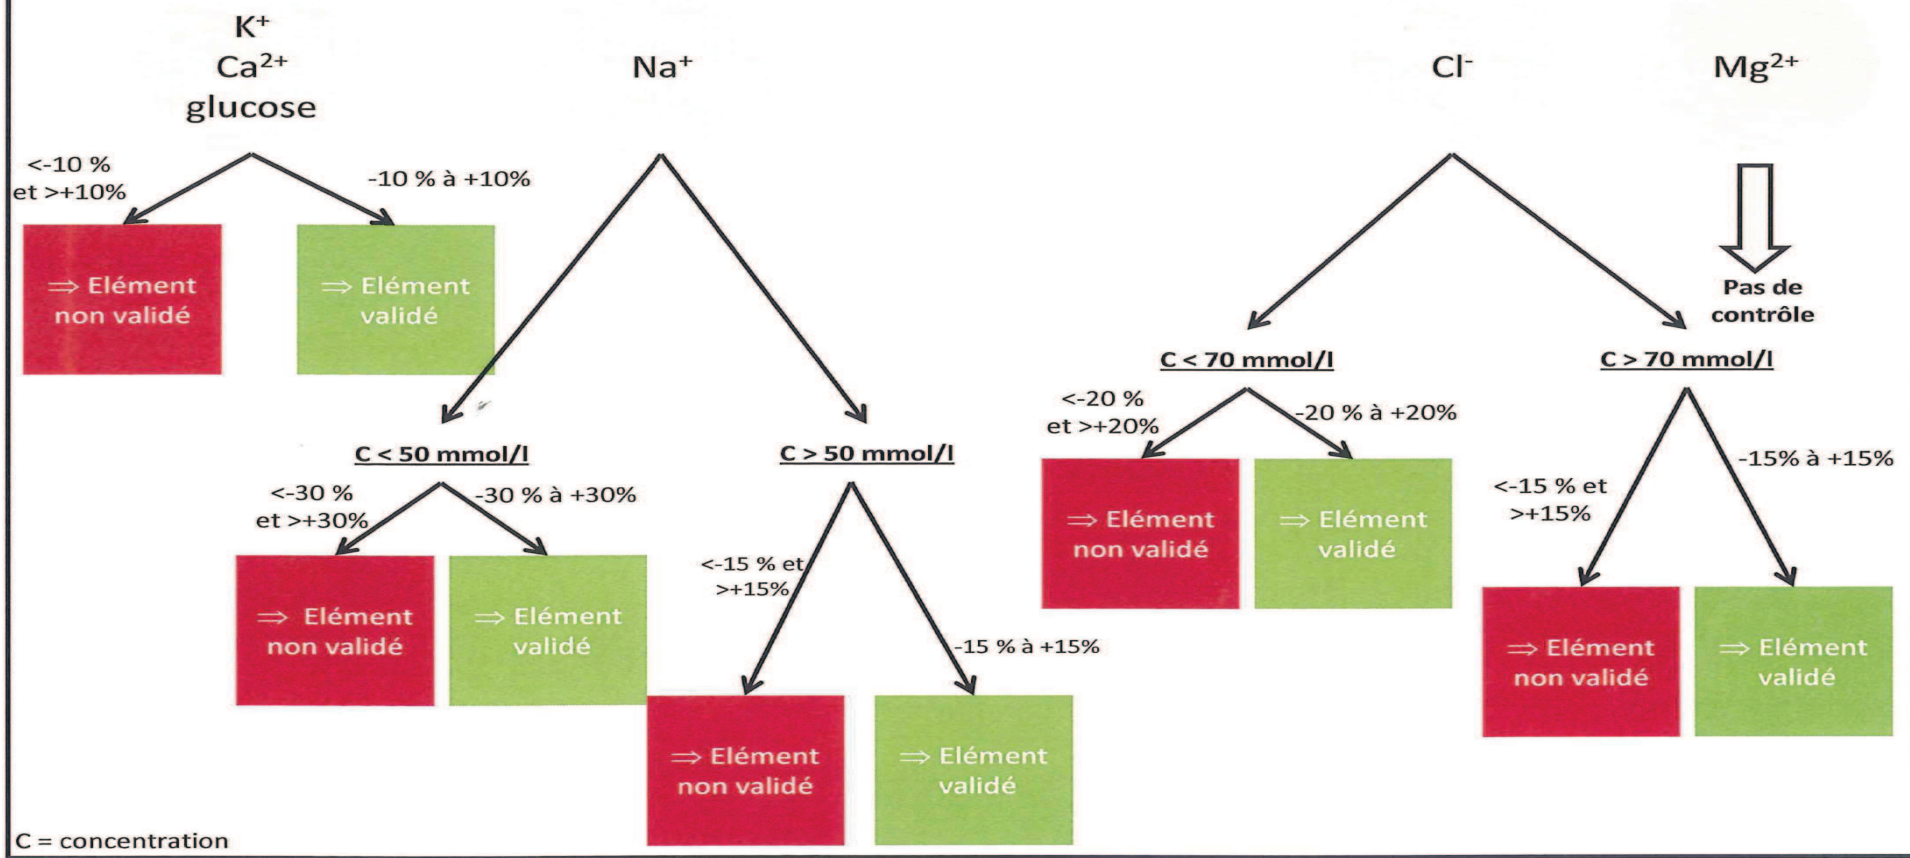 K⁺
Ca²⁺
glucose
Na⁺
Cl⁻
Mg²⁺
<-10 %
et >+10%
-10 % à +10%
⇒ Elément
non validé
⇒ Elément
validé
Pas de
contrôle
C < 50 mmol/l
<-30 %
et >+30%
-30 % à +30%
⇒ Elément
non validé
⇒ Elément
validé
C > 50 mmol/l
<-15 % et
>+15%
-15 % à +15%
⇒ Elément
non validé
⇒ Elément
validé
C < 70 mmol/l
<-20 %
et >+20%
-20 % à +20%
⇒ Elément
non validé
⇒ Elément
validé
C > 70 mmol/l
<-15 % et
>+15%
-15% à +15%
⇒ Elément
non validé
⇒ Elément
validé
C = concentration